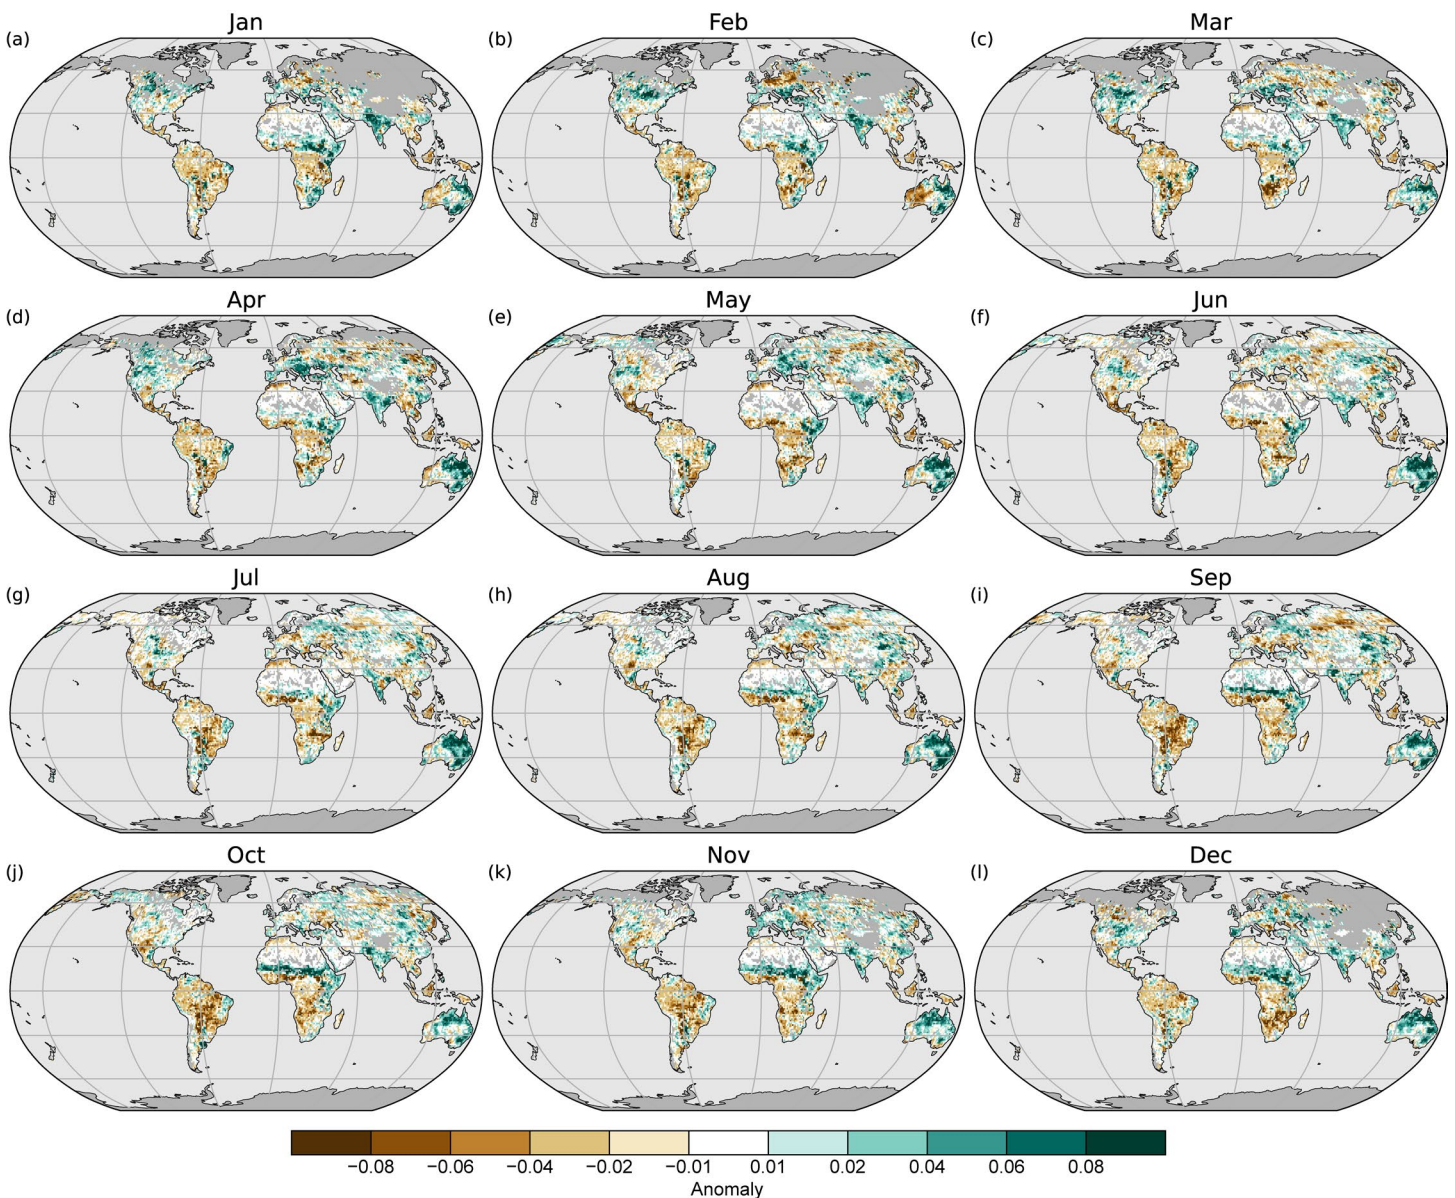 Jan Feb Mar
(a) (b) (c)
Apr May Jun
(d) (e) (f)
Jul Aug Sep
(g) (h) (i)
Oct Nov Dec
(j) (k) (l)
−0.08 −0.06 −0.04 −0.02 −0.01 0.01 0.02 0.04 0.06 0.08
Anomaly